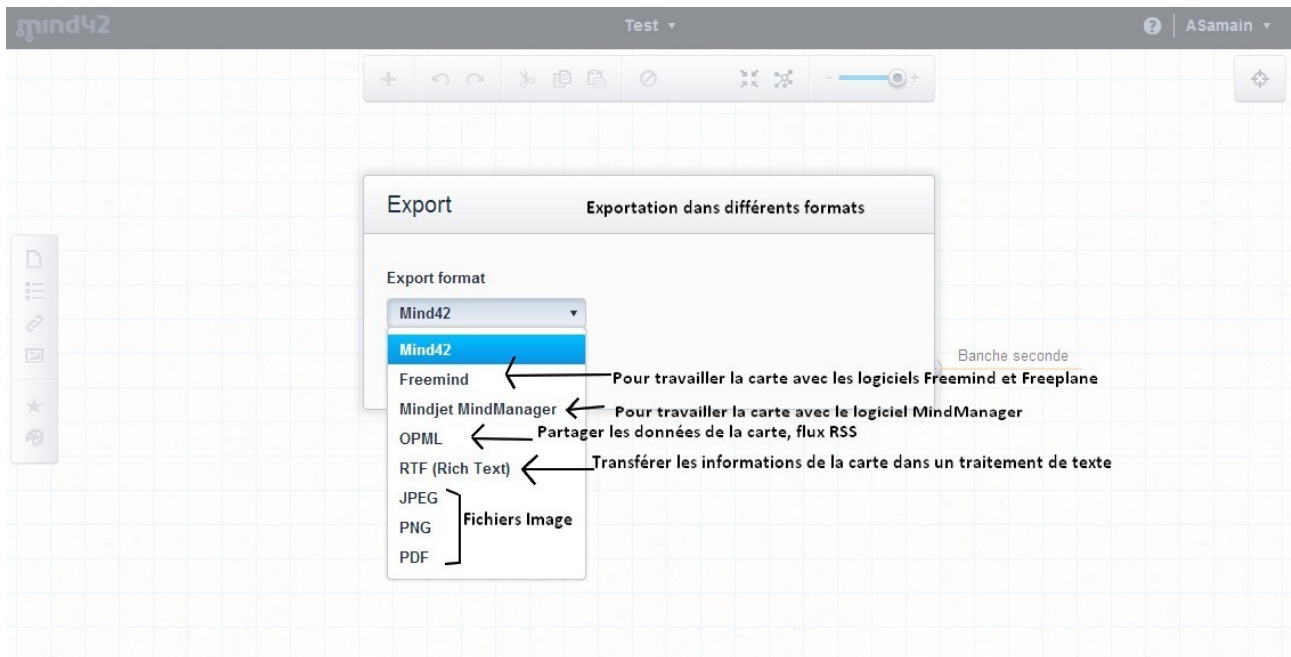 mind42
Test
ASamain
Export
Exportation dans différents formats
Export format
Mind42
Mind42
Freemind
Pour travailler la carte avec les logiciels Freemind et Freeplane
Mindjet MindManager
Pour travailler la carte avec le logiciel MindManager
OPML
Partager les données de la carte, flux RSS
RTF (Rich Text)
Transférer les informations de la carte dans un traitement de texte
JPEG
PNG
PDF
Fichiers Image
Banche seconde